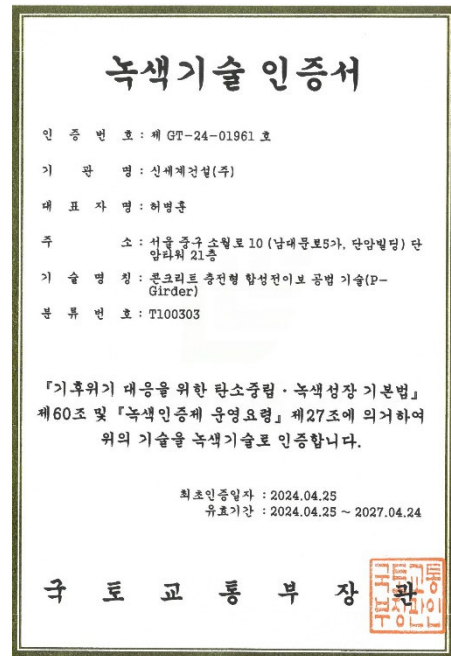 녹색기술 인증서
인 증 번 호 : 제 GT-24-01961 호
기 관 명 : 신세계건설(주)
대 표 자 명 : 허병훈
주 소 : 서울 중구 소월로 10 (남대문로5가, 단암빌딩) 단
암타워 21층
기 술 명 칭 : 콘크리트 충전형 합성전이보 공법 기술(P-
Girder)
분 류 번 호 : T100303
『기후위기 대응을 위한 탄소중립 · 녹색성장 기본법』
제60조 및 『녹색인증제 운영요령』 제27조에 의거하여
위의 기술을 녹색기술로 인증합니다.
최초인증일자 : 2024.04.25
유효기간 : 2024.04.25 ~ 2027.04.24
국 토 교 통 부 장 관
국토교통
부장관인